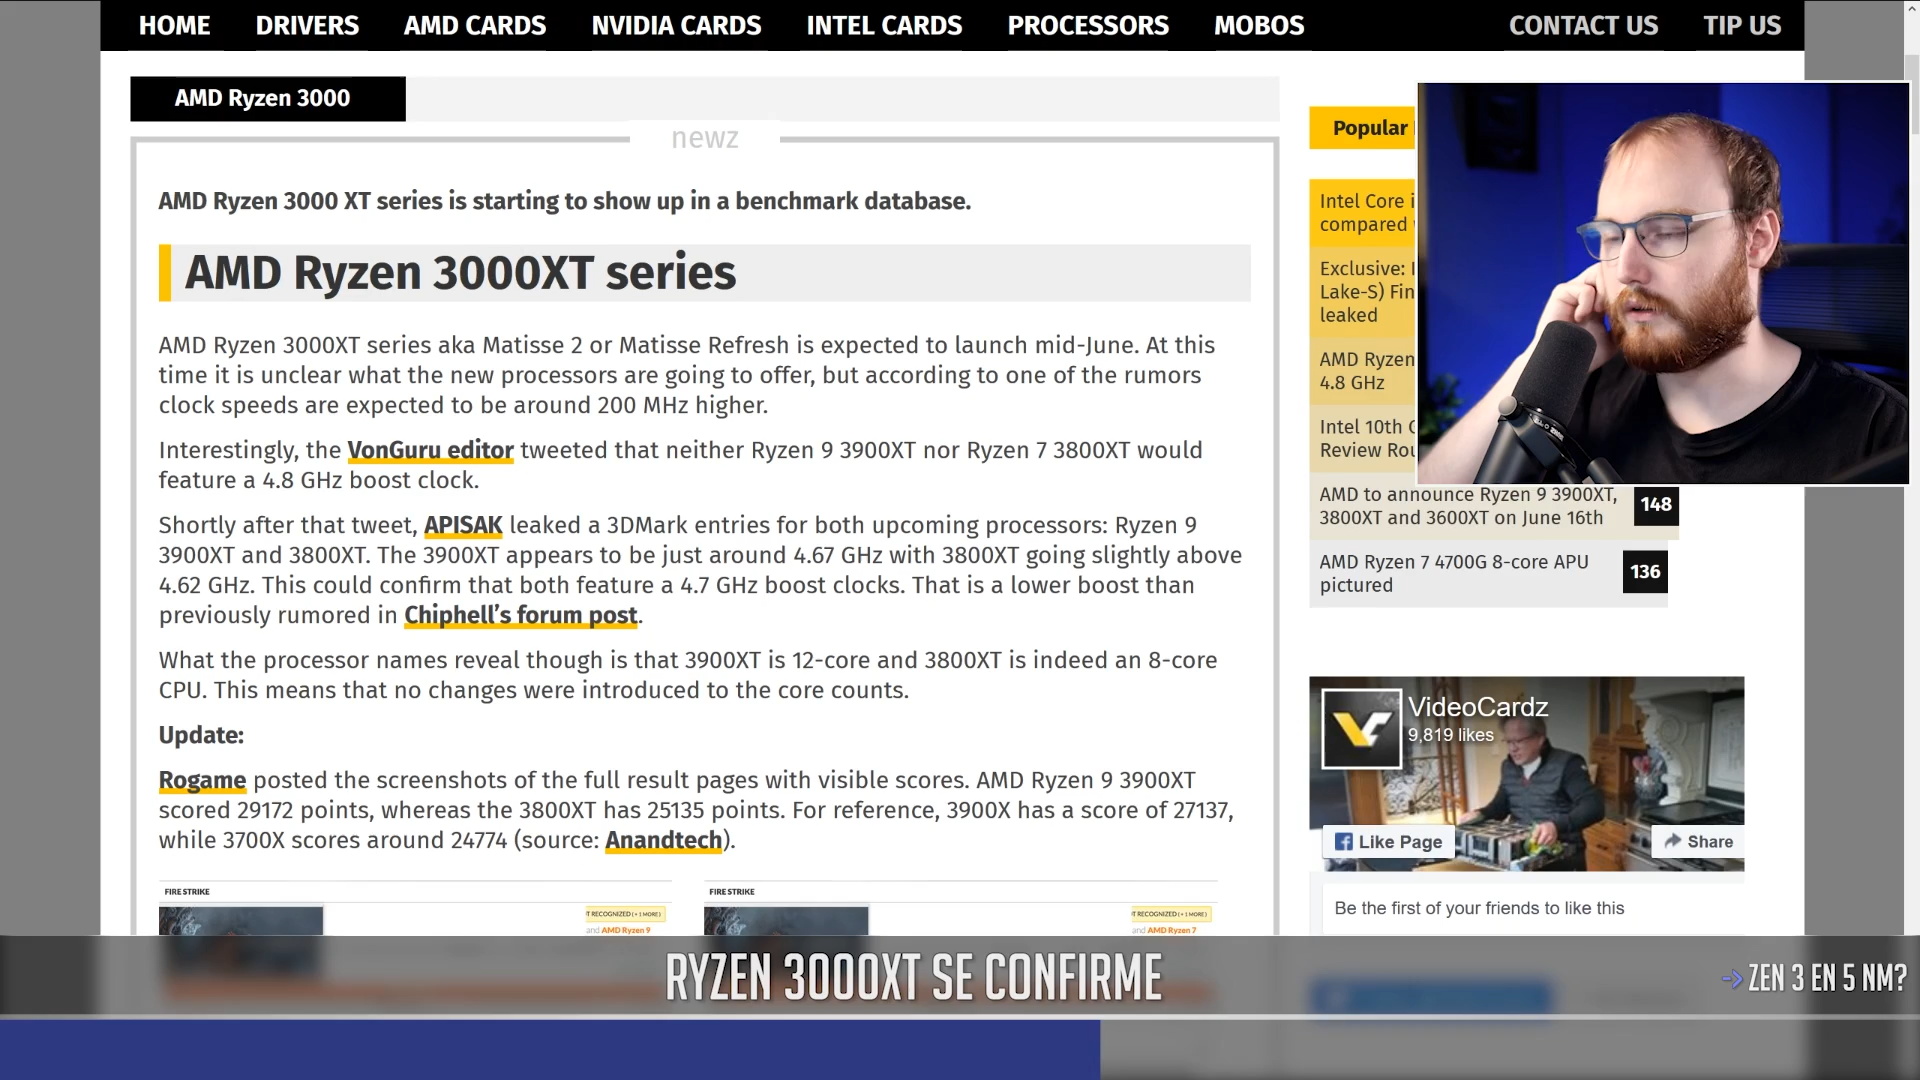 HOME DRIVERS AMD CARDS NVIDIA CARDS INTEL CARDS PROCESSORS MOBOS CONTACT US TIP US
AMD Ryzen 3000
newz
AMD Ryzen 3000 XT series is starting to show up in a benchmark database.
AMD Ryzen 3000XT series
AMD Ryzen 3000XT series aka Matisse 2 or Matisse Refresh is expected to launch mid-June. At this
time it is unclear what the new processors are going to offer, but according to one of the rumors
clock speeds are expected to be around 200 MHz higher.
Interestingly, the VonGuru editor tweeted that neither Ryzen 9 3900XT nor Ryzen 7 3800XT would
feature a 4.8 GHz boost clock.
Shortly after that tweet, APISAK leaked a 3DMark entries for both upcoming processors: Ryzen 9
3900XT and 3800XT. The 3900XT appears to be just around 4.67 GHz with 3800XT going slightly above
4.62 GHz. This could confirm that both feature a 4.7 GHz boost clocks. That is a lower boost than
previously rumored in Chiphell's forum post.
What the processor names reveal though is that 3900XT is 12-core and 3800XT is indeed an 8-core
CPU. This means that no changes were introduced to the core counts.
Update:
Rogame posted the screenshots of the full result pages with visible scores. AMD Ryzen 9 3900XT
scored 29172 points, whereas the 3800XT has 25135 points. For reference, 3900X has a score of 27137,
while 3700X scores around 24774 (source: Anandtech).
FIRE STRIKE
T RECOGNIZED (+1 MORE)
and AMD Ryzen 9
FIRE STRIKE
T RECOGNIZED (+1 MORE)
and AMD Ryzen 7
Popular
Intel Core i
compared
Exclusive:
Lake-S) Fin
leaked
AMD Ryzen
4.8 GHz
Intel 10th
Review Rou
AMD to announce Ryzen 9 3900XT,
3800XT and 3600XT on June 16th
148
AMD Ryzen 7 4700G 8-core APU
pictured
136
VideoCardz
9,819 likes
Like Page
Share
Be the first of your friends to like this
RYZEN 3000XT SE CONFIRME
-> ZEN 3 EN 5 NM?